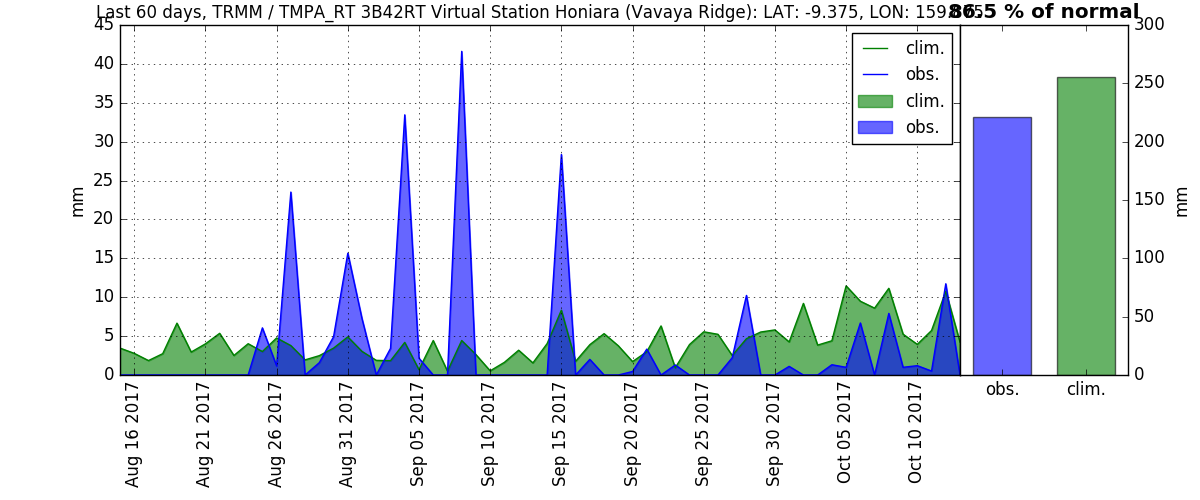 Last 60 days, TRMM / TMPA_RT 3B42RT Virtual Station Honiara (Vavaya Ridge): LAT: -9.375, LON:
86.5 % of normal
45
40
35
30
25
20
15
10
5
0
mm
clim.
obs.
clim.
obs.
300
250
200
150
100
50
0
mm
Aug 16 2017
Aug 21 2017
Aug 26 2017
Aug 31 2017
Sep 05 2017
Sep 10 2017
Sep 15 2017
Sep 20 2017
Sep 25 2017
Sep 30 2017
Oct 05 2017
Oct 10 2017
obs.
clim.